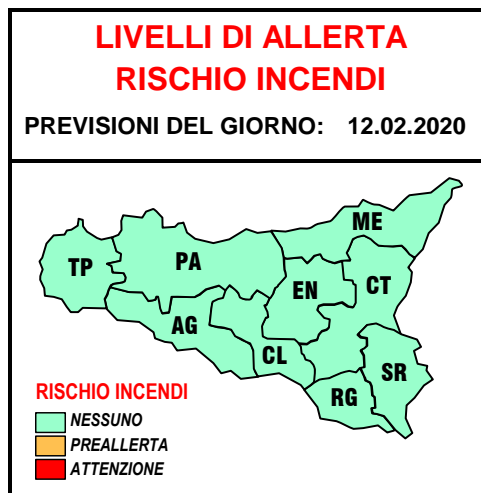 LIVELLI DI ALLERTA
RISCHIO INCENDI
PREVISIONI DEL GIORNO: 12.02.2020
ME
TP
PA
EN
CT
AG
CL
SR
RG
RISCHIO INCENDI
NESSUNO
PREALLERTA
ATTENZIONE